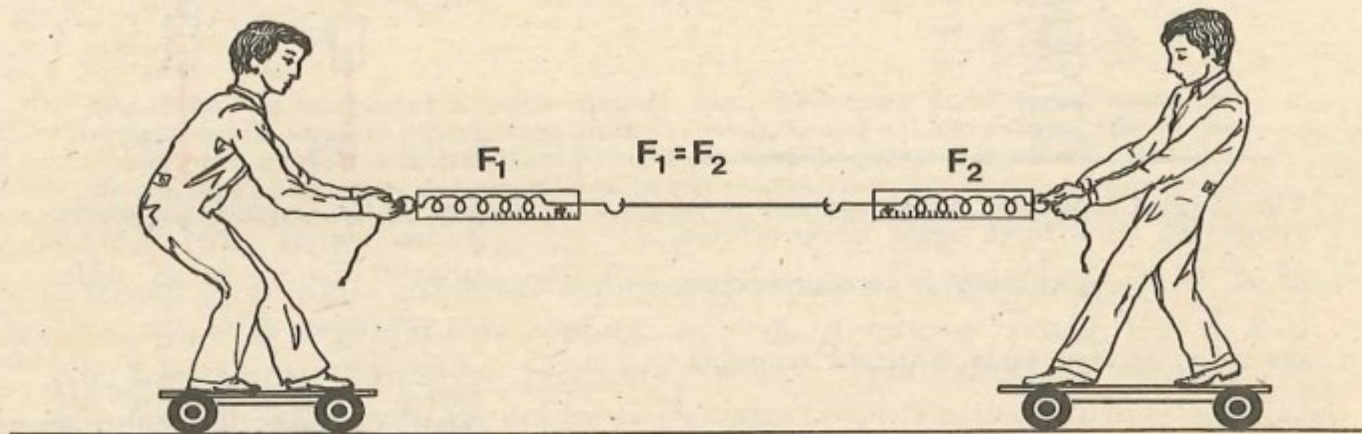 F₁ F₁ = F₂ F₂